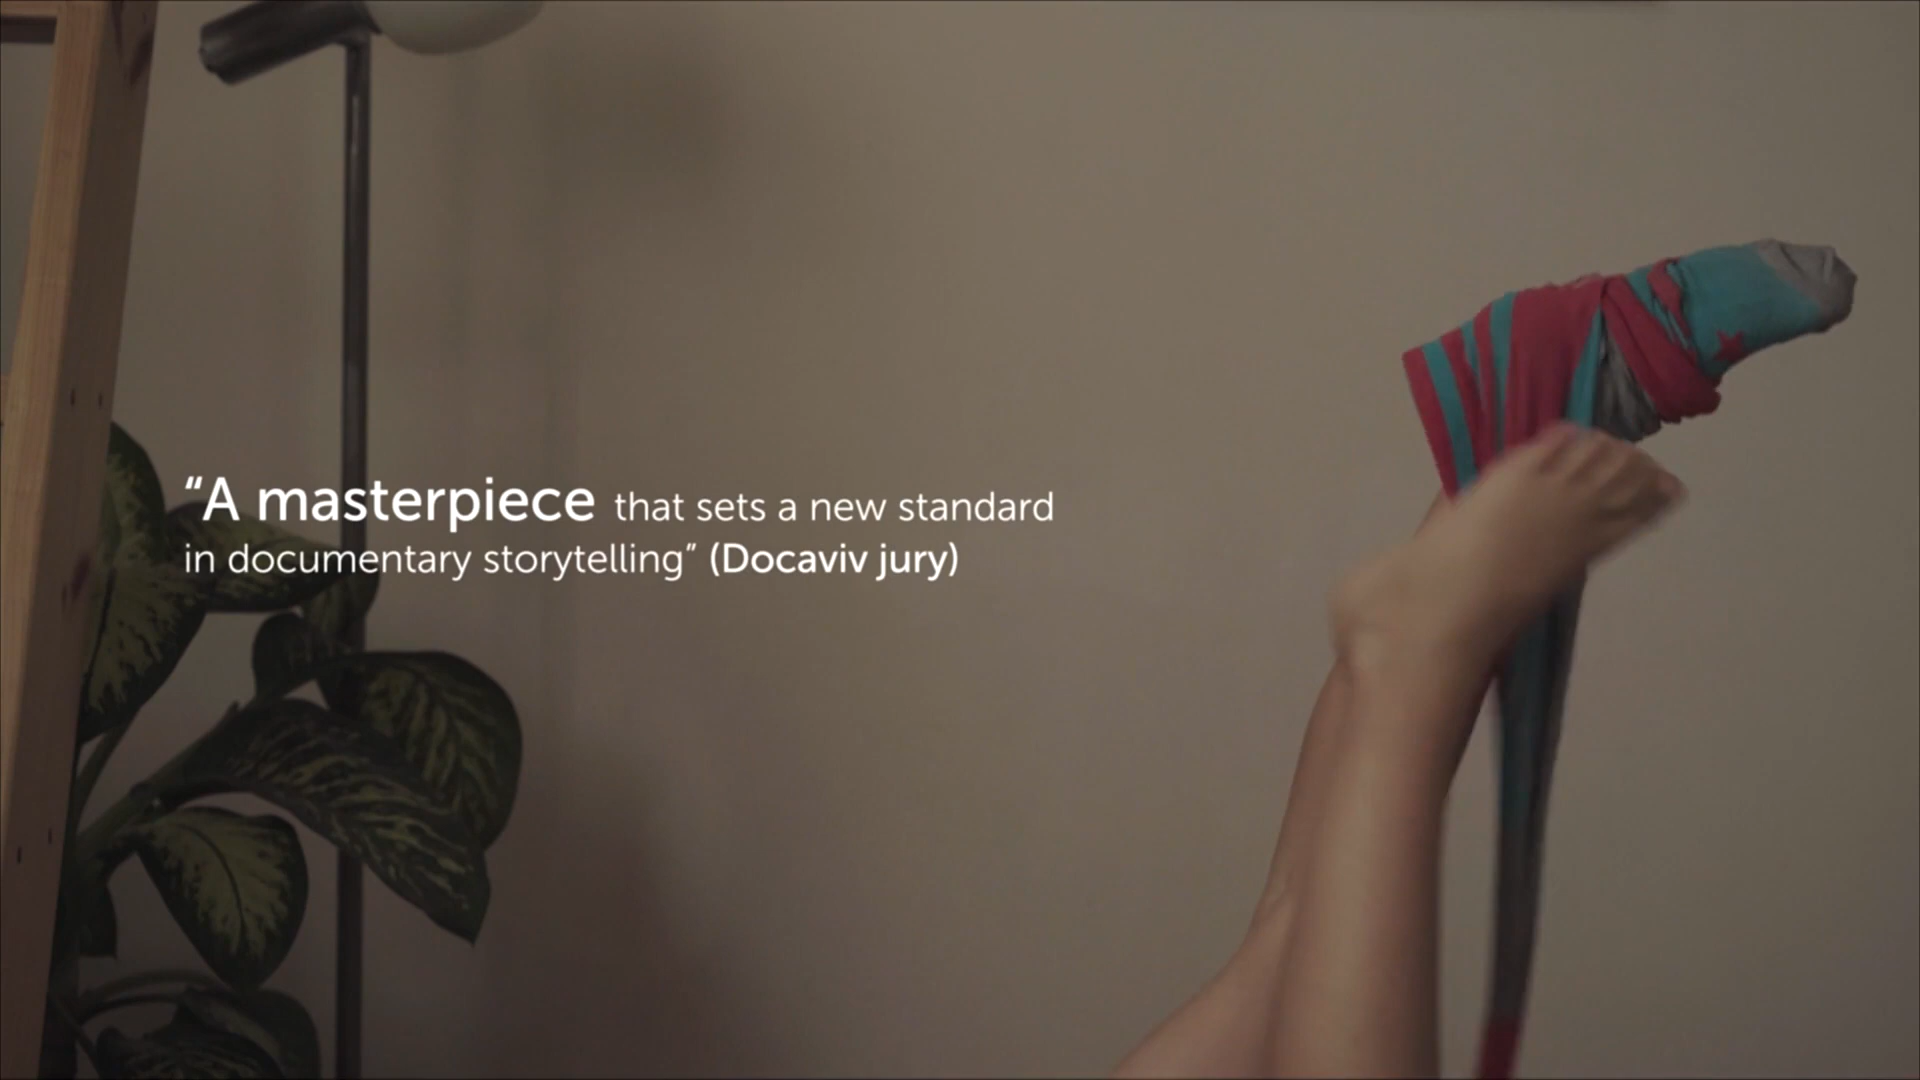 “A masterpiece that sets a new standard
in documentary storytelling” (Docaviv jury)